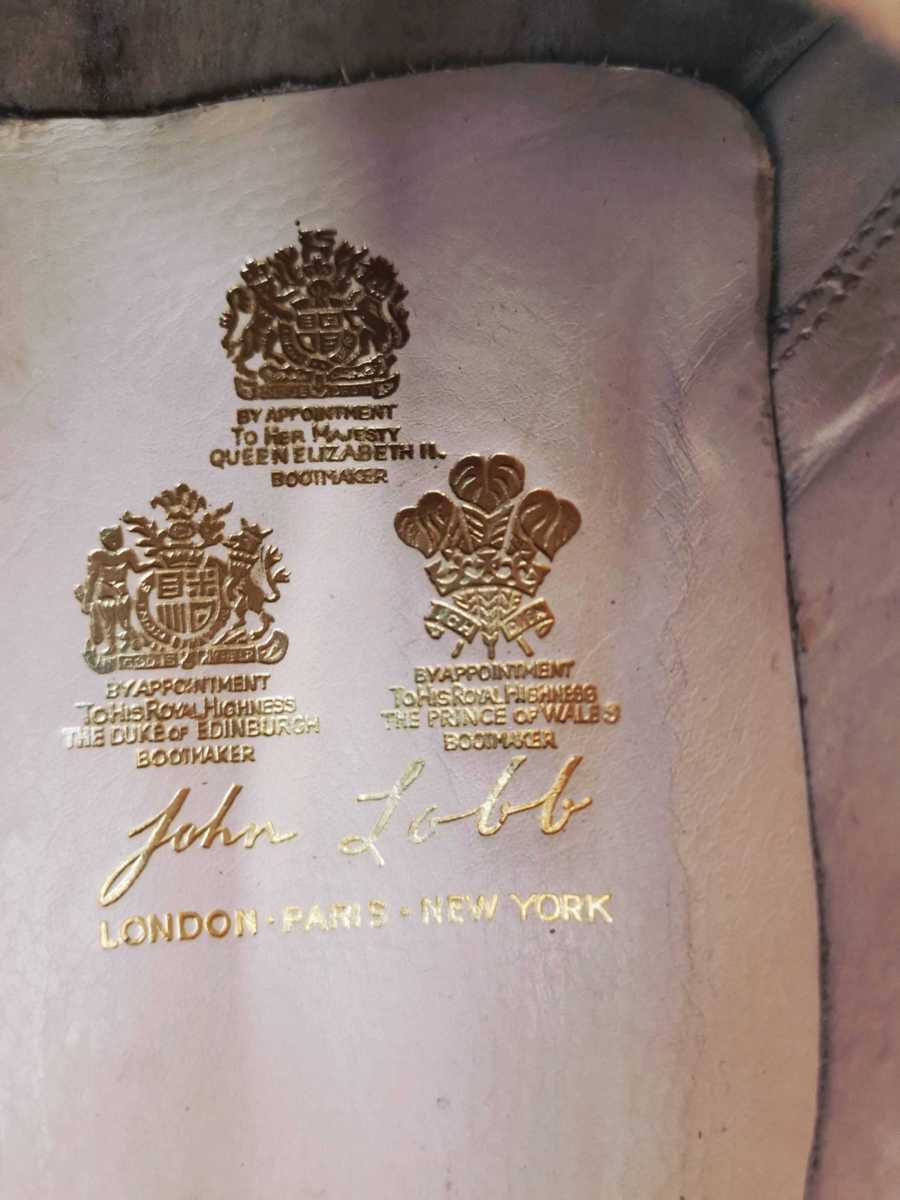 BY APPOINTMENT
TO HER MAJESTY
QUEEN ELIZABETH II.
BOOTMAKER
BY APPOINTMENT
TO HIS ROYAL HIGHNESS
THE DUKE OF EDINBURGH
BOOTMAKER
BY APPOINTMENT
TO HIS ROYAL HIGHNESS
THE PRINCE OF WALES
BOOTMAKER
John Lobb
LONDON · PARIS · NEW YORK